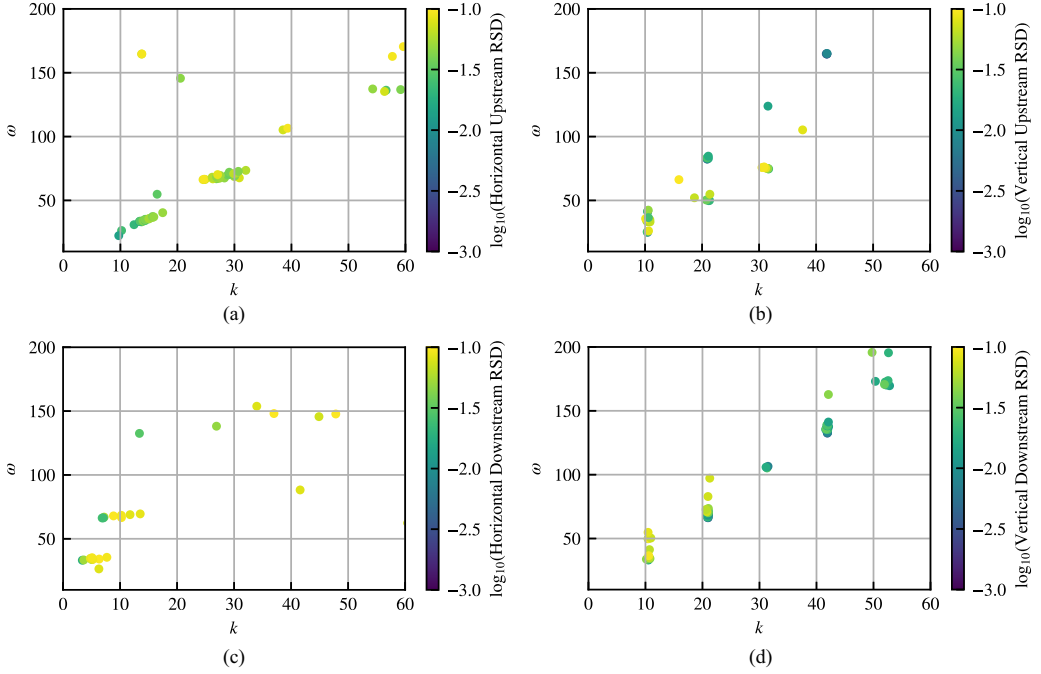 200
150
100
50
ω
0 10 20 30 40 50 60
k
(a)
−1.0
−1.5
−2.0
−2.5
−3.0
log₁₀(Horizontal Upstream RSD)
200
150
100
50
ω
0 10 20 30 40 50 60
k
(b)
−1.0
−1.5
−2.0
−2.5
−3.0
log₁₀(Vertical Upstream RSD)
200
150
100
50
ω
0 10 20 30 40 50 60
k
(c)
−1.0
−1.5
−2.0
−2.5
−3.0
log₁₀(Horizontal Downstream RSD)
200
150
100
50
ω
0 10 20 30 40 50 60
k
(d)
−1.0
−1.5
−2.0
−2.5
−3.0
log₁₀(Vertical Downstream RSD)